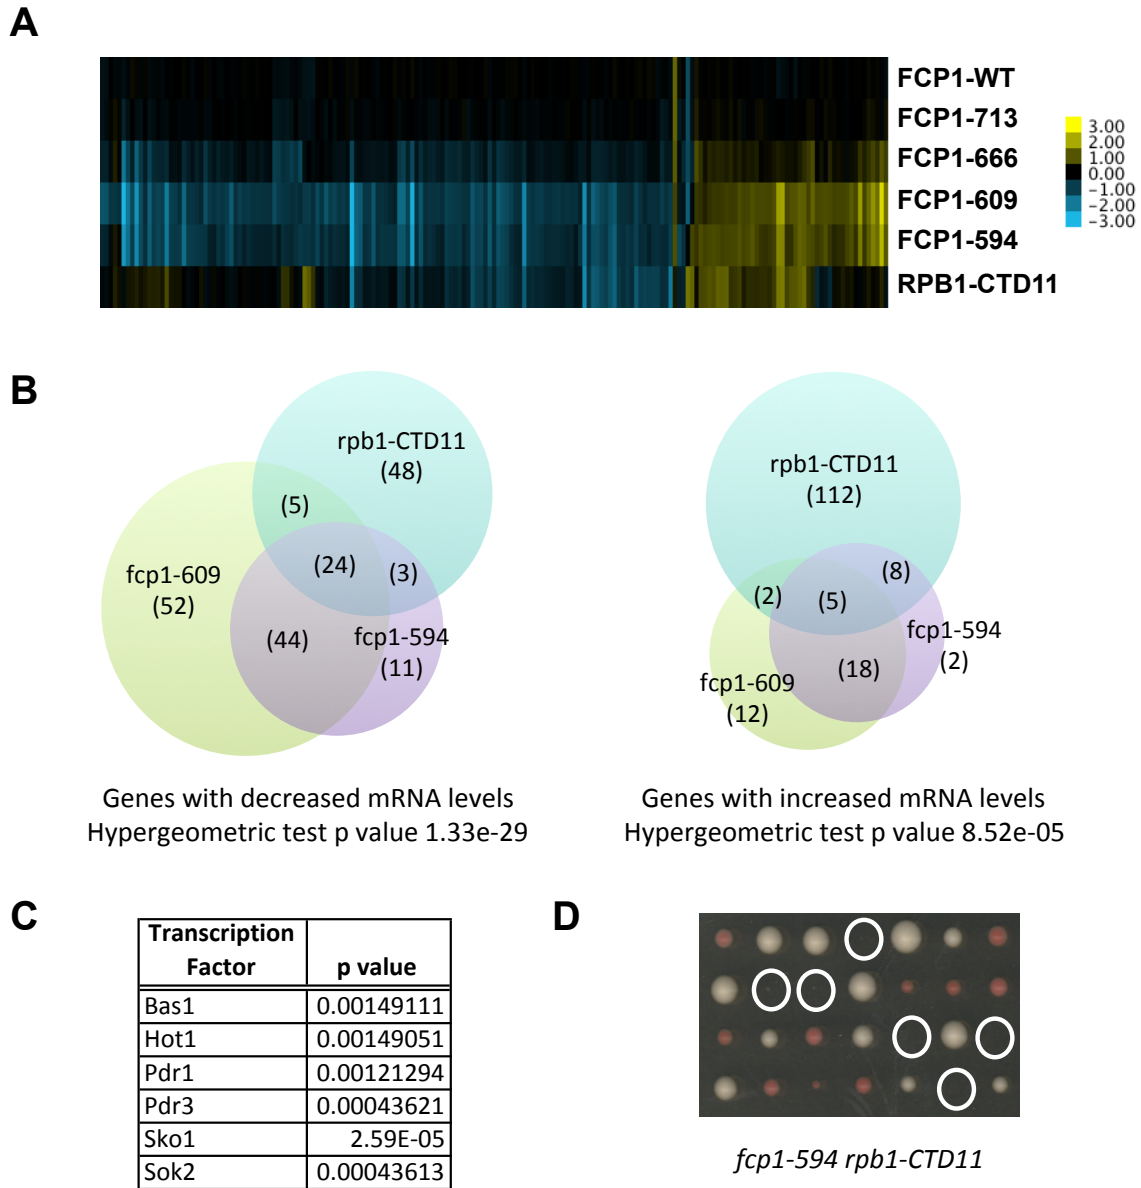 A
FCP1-WT
FCP1-713
FCP1-666
FCP1-609
FCP1-594
RPB1-CTD11
3.00
2.00
1.00
0.00
−1.00
−2.00
−3.00
B
rpb1-CTD11
(48)
(5)
(24)
(3)
fcp1-609
(52)
(44)
fcp1-594
(11)
Genes with decreased mRNA levels
Hypergeometric test p value 1.33e-29
rpb1-CTD11
(112)
(8)
(2)
(5)
fcp1-594
(2)
(18)
fcp1-609
(12)
Genes with increased mRNA levels
Hypergeometric test p value 8.52e-05
C
Transcription Factor p value
Bas1 0.00149111
Hot1 0.00149051
Pdr1 0.00121294
Pdr3 0.00043621
Sko1 2.59E-05
Sok2 0.00043613
D
fcp1-594 rpb1-CTD11